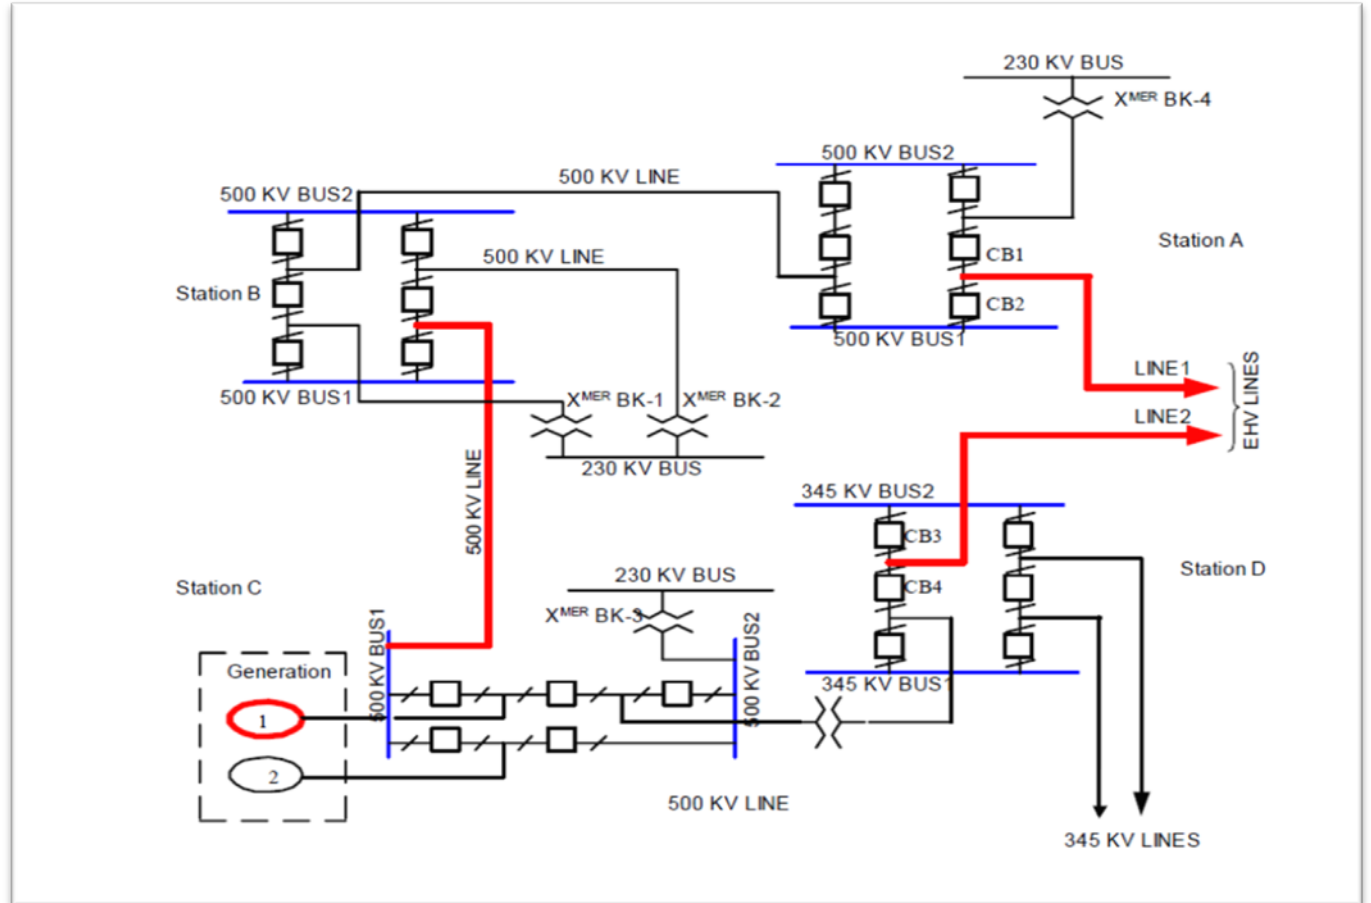 230 KV BUS
XMER BK-4
500 KV BUS2
500 KV LINE
500 KV BUS2
Station A
500 KV LINE
CB1
Station B
CB2
500 KV BUS1
LINE1
500 KV BUS1
XMER BK-1
XMER BK-2
LINE2
EHV LINES
230 KV BUS
500 KV LINE
345 KV BUS2
CB3
Station D
230 KV BUS
Station C
CB4
XMER BK-3
500 KV BUS1
500 KV BUS2
Generation
345 KV BUS1
1
2
500 KV LINE
345 KV LINES